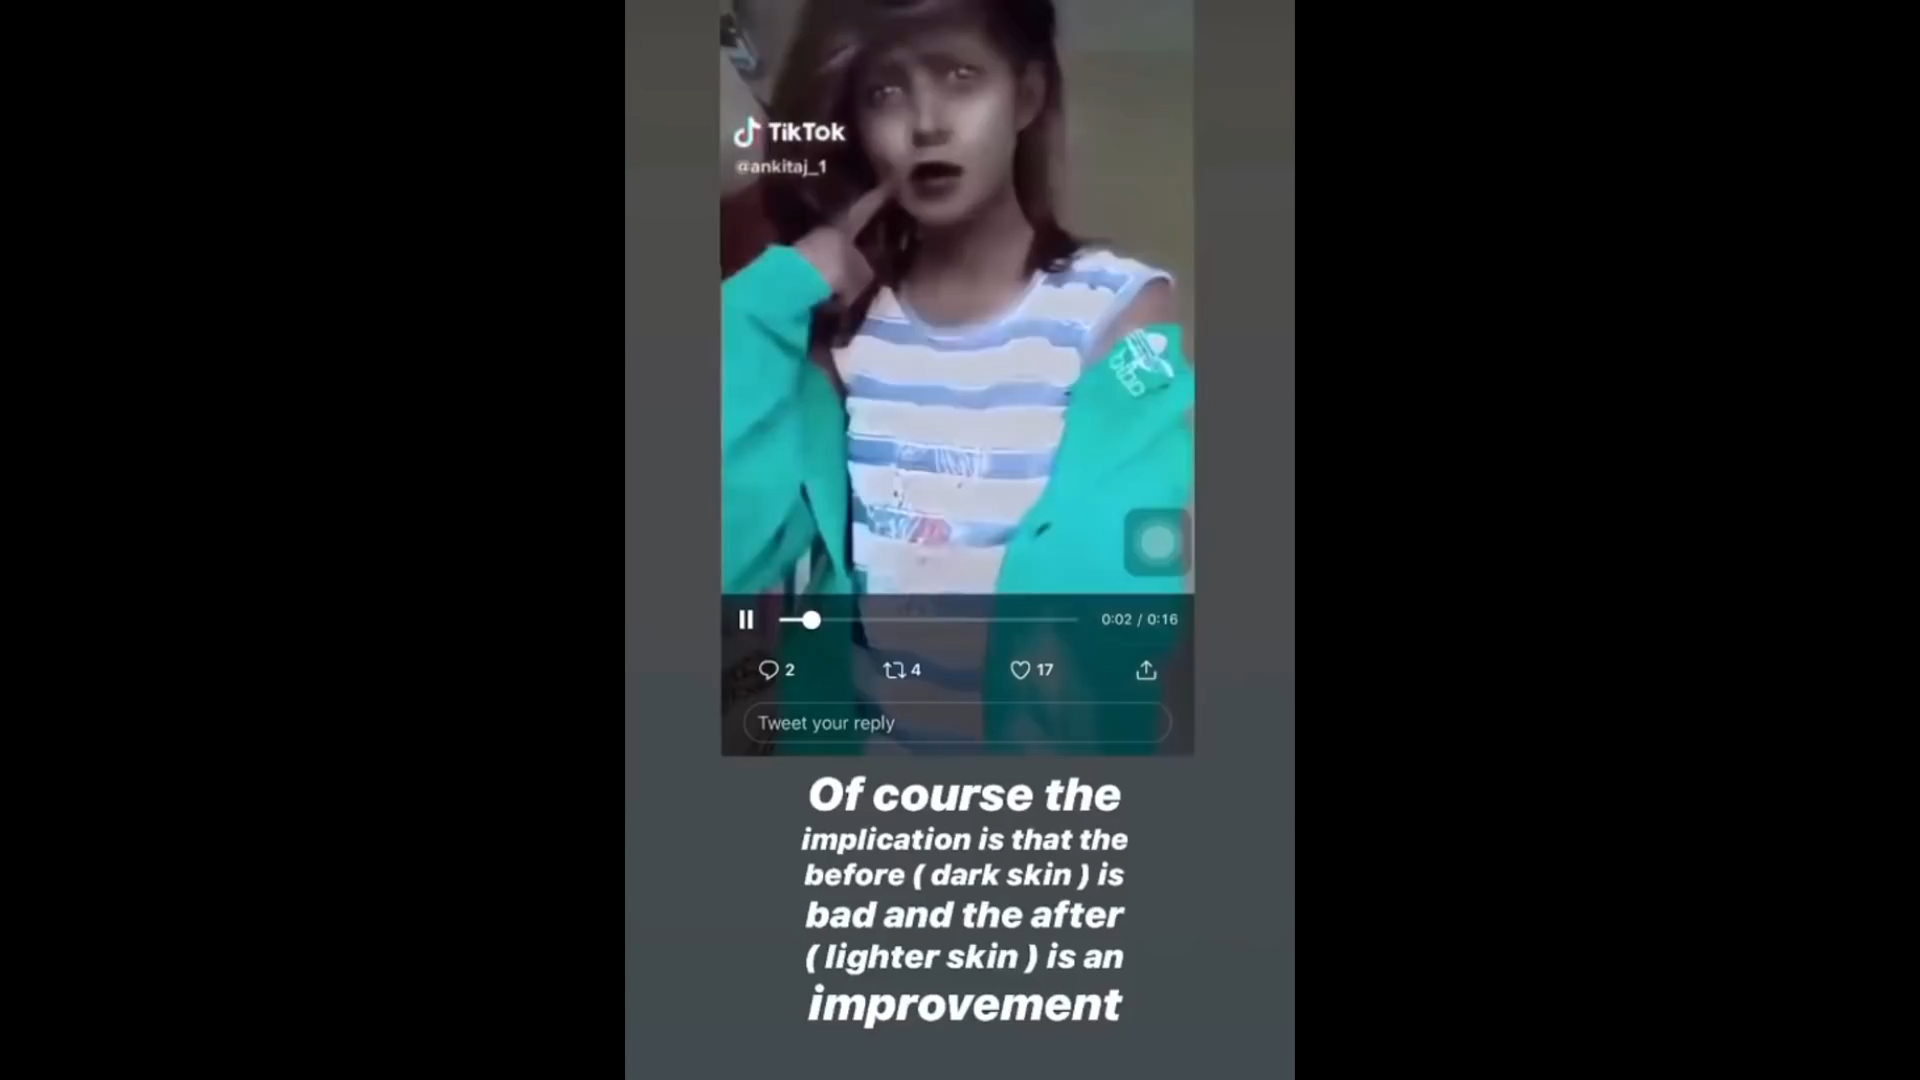 TikTok
@ankitaj_1
0:02 / 0:16
2
4
17
Tweet your reply
Of course the
implication is that the
before ( dark skin ) is
bad and the after
( lighter skin ) is an
improvement